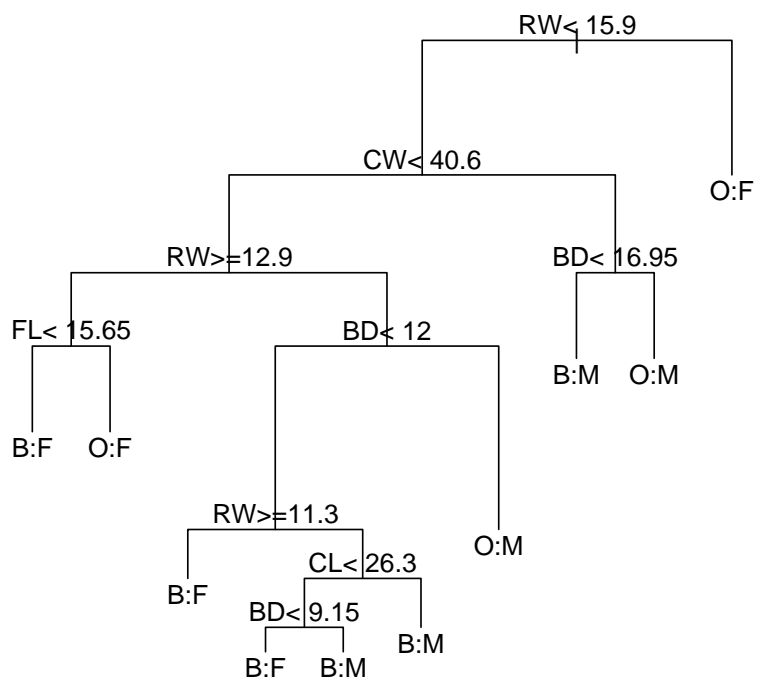 RW< 15.9
CW< 40.6
O:F
RW>=12.9
BD< 16.95
FL< 15.65
BD< 12
B:M
O:M
B:F
O:F
RW>=11.3
O:M
CL< 26.3
B:F
BD< 9.15
B:M
B:F
B:M